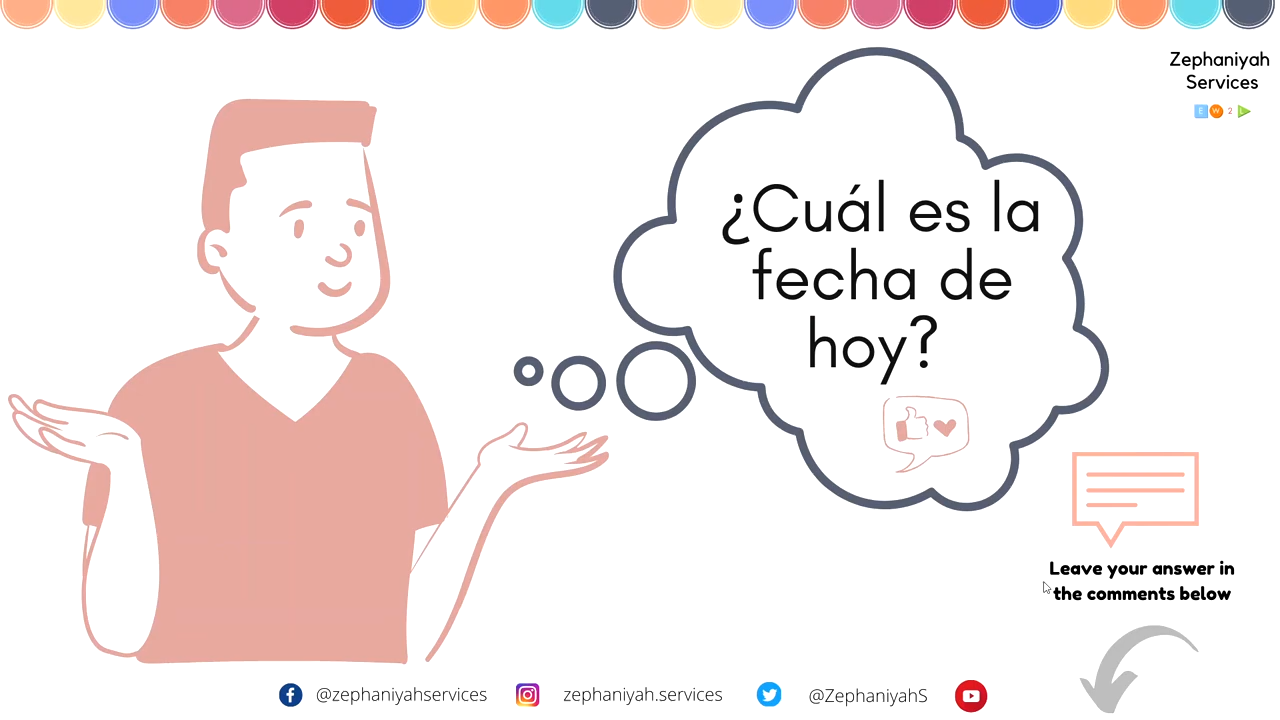 Zephaniyah
Services
E W 2
¿Cuál es la
fecha de
hoy?
Leave your answer in
the comments below
@zephaniyahservices zephaniyah.services @ZephaniyahS